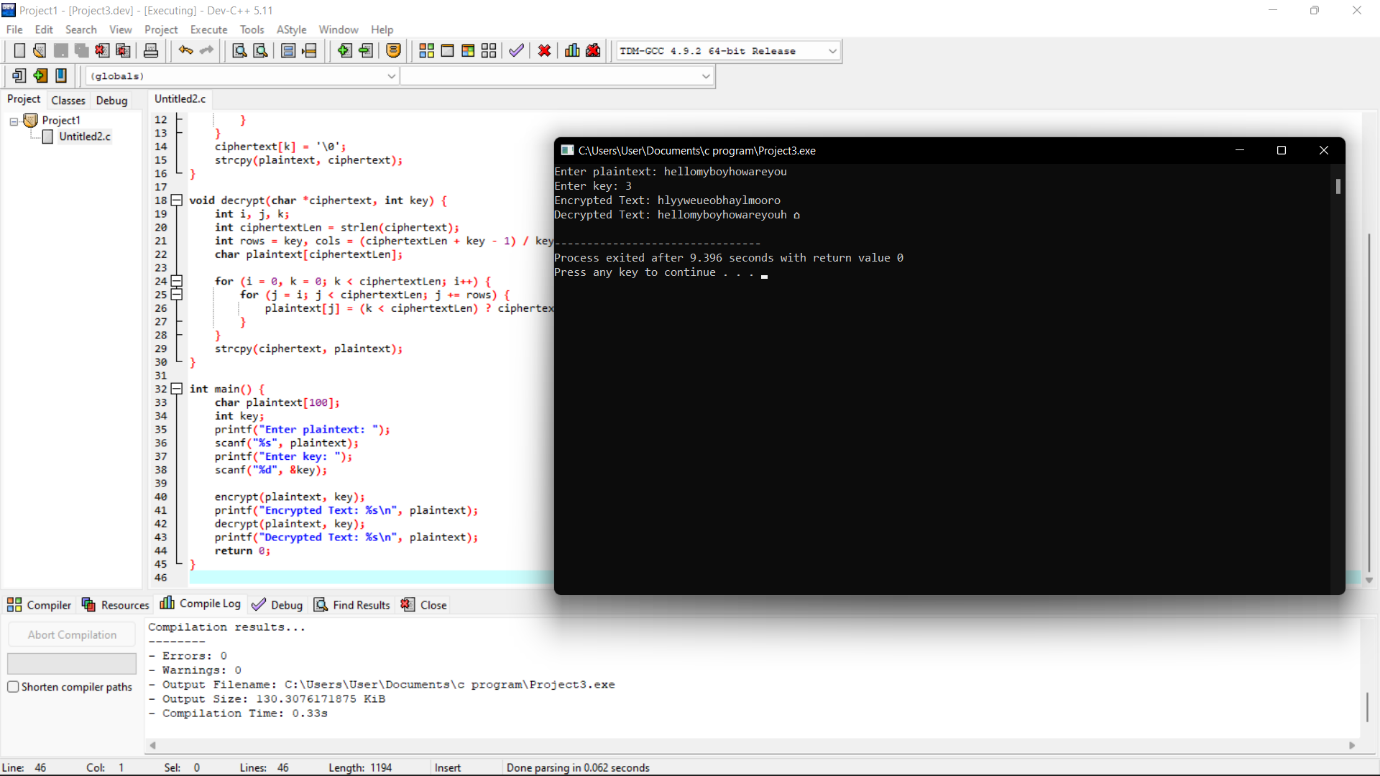 Project1 - [Project3.dev] - [Executing] - Dev-C++ 5.11
File Edit Search View Project Execute Tools AStyle Window Help
TDM-GCC 4.9.2 64-bit Release
(globals)
Project Classes Debug
Project1
Untitled2.c
Untitled2.c
12 }
13 }
14 ciphertext[k] = '\0';
15 strcpy(plaintext, ciphertext);
16 }
17
18 void decrypt(char *ciphertext, int key) {
19 int i, j, k;
20 int ciphertextLen = strlen(ciphertext);
21 int rows = key, cols = (ciphertextLen + key - 1) / key
22 char plaintext[ciphertextLen];
23
24 for (i = 0, k = 0; k < ciphertextLen; i++) {
25 for (j = i; j < ciphertextLen; j += rows) {
26 plaintext[j] = (k < ciphertextLen) ? ciphertex
27 }
28 }
29 strcpy(ciphertext, plaintext);
30 }
31
32 int main() {
33 char plaintext[100];
34 int key;
35 printf("Enter plaintext: ");
36 scanf("%s", plaintext);
37 printf("Enter key: ");
38 scanf("%d", &key);
39
40 encrypt(plaintext, key);
41 printf("Encrypted Text: %s\n", plaintext);
42 decrypt(plaintext, key);
43 printf("Decrypted Text: %s\n", plaintext);
44 return 0;
45 }
46
C:\Users\User\Documents\c program\Project3.exe
Enter plaintext: hellomyboyhowareyou
Enter key: 3
Encrypted Text: hlyyweueobhaylmooro
Decrypted Text: hellomyboyhowareyouh ⌂
--------------------------------
Process exited after 9.396 seconds with return value 0
Press any key to continue . . .
Compiler Resources Compile Log Debug Find Results Close
Abort Compilation
Shorten compiler paths
Compilation results...
--------
- Errors: 0
- Warnings: 0
- Output Filename: C:\Users\User\Documents\c program\Project3.exe
- Output Size: 130.3076171875 KiB
- Compilation Time: 0.33s
Line: 46 Col: 1 Sel: 0 Lines: 46 Length: 1194 Insert Done parsing in 0.062 seconds